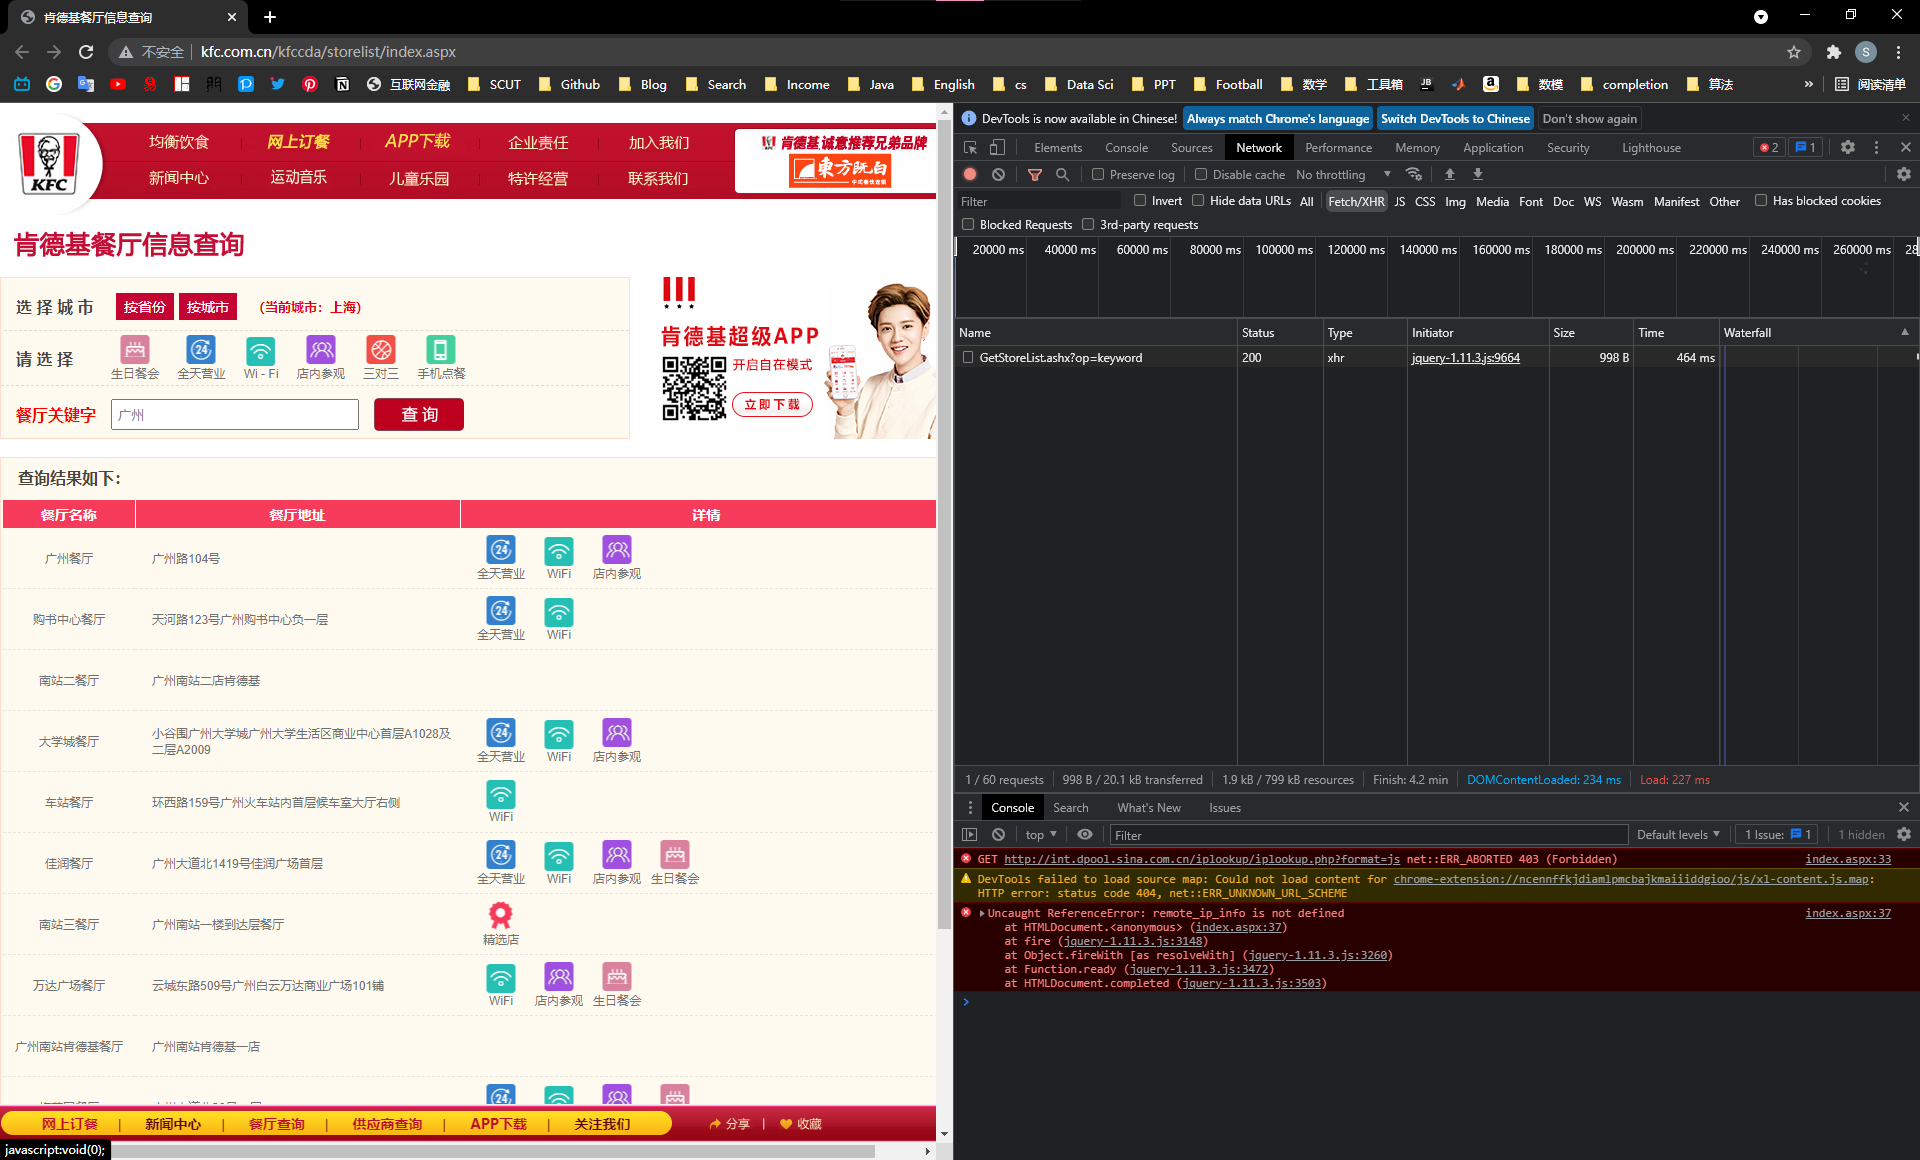 肯德基餐厅信息查询
不安全 | kfc.com.cn/kfccda/storelist/index.aspx
互联网金融 SCUT Github Blog Search Income Java English cs Data Sci PPT Football 数学 工具箱 数模 completion 算法 » 阅读清单
均衡饮食 网上订餐 APP下载 企业责任 加入我们
新闻中心 运动音乐 儿童乐园 特许经营 联系我们
KFC
肯德基诚意推荐兄弟品牌
東方既白
肯德基餐厅信息查询
选择城市 按省份 按城市 (当前城市：上海)
请选择 生日餐会 全天营业 Wi-Fi 店内参观 三对三 手机点餐
餐厅关键字 广州 查询
肯德基超级APP
开启自在模式
立即下载
查询结果如下：
餐厅名称 餐厅地址 详情
广州餐厅 广州路104号 全天营业 WiFi 店内参观
购书中心餐厅 天河路123号广州购书中心负一层 全天营业 WiFi
南站二餐厅 广州南站二店肯德基
大学城餐厅 小谷围广州大学城广州大学生活区商业中心首层A1028及
二层A2009 全天营业 WiFi 店内参观
车站餐厅 环西路159号广州火车站内首层候车室大厅右侧 WiFi
佳润餐厅 广州大道北1419号佳润广场首层 全天营业 WiFi 店内参观 生日餐会
南站三餐厅 广州南站一楼到达层餐厅 精选店
万达广场餐厅 云城东路509号广州白云万达商业广场101铺 WiFi 店内参观 生日餐会
广州南站肯德基餐厅 广州南站肯德基一店
网上订餐 | 新闻中心 | 餐厅查询 | 供应商查询 | APP下载 | 关注我们 分享 | 收藏
javascript:void(0);
DevTools is now available in Chinese! Always match Chrome's language Switch DevTools to Chinese Don't show again
Elements Console Sources Network Performance Memory Application Security Lighthouse 2 1
Preserve log Disable cache No throttling
Filter Invert Hide data URLs All Fetch/XHR JS CSS Img Media Font Doc WS Wasm Manifest Other Has blocked cookies
Blocked Requests 3rd-party requests
20000 ms 40000 ms 60000 ms 80000 ms 100000 ms 120000 ms 140000 ms 160000 ms 180000 ms 200000 ms 220000 ms 240000 ms 260000 ms 28
Name Status Type Initiator Size Time Waterfall
GetStoreList.ashx?op=keyword 200 xhr jquery-1.11.3.js:9664 998 B 464 ms
1 / 60 requests 998 B / 20.1 kB transferred 1.9 kB / 799 kB resources Finish: 4.2 min DOMContentLoaded: 234 ms Load: 227 ms
Console Search What's New Issues
top Filter Default levels 1 Issue: 1 1 hidden
GET http://int.dpool.sina.com.cn/iplookup/iplookup.php?format=js net::ERR_ABORTED 403 (Forbidden) index.aspx:33
DevTools failed to load source map: Could not load content for chrome-extension://ncennffkjdiamlpmcbajkmaiiiddgioo/js/xl-content.js.map:
HTTP error: status code 404, net::ERR_UNKNOWN_URL_SCHEME
Uncaught ReferenceError: remote_ip_info is not defined index.aspx:37
at HTMLDocument.<anonymous> (index.aspx:37)
at fire (jquery-1.11.3.js:3148)
at Object.fireWith [as resolveWith] (jquery-1.11.3.js:3260)
at Function.ready (jquery-1.11.3.js:3472)
at HTMLDocument.completed (jquery-1.11.3.js:3503)